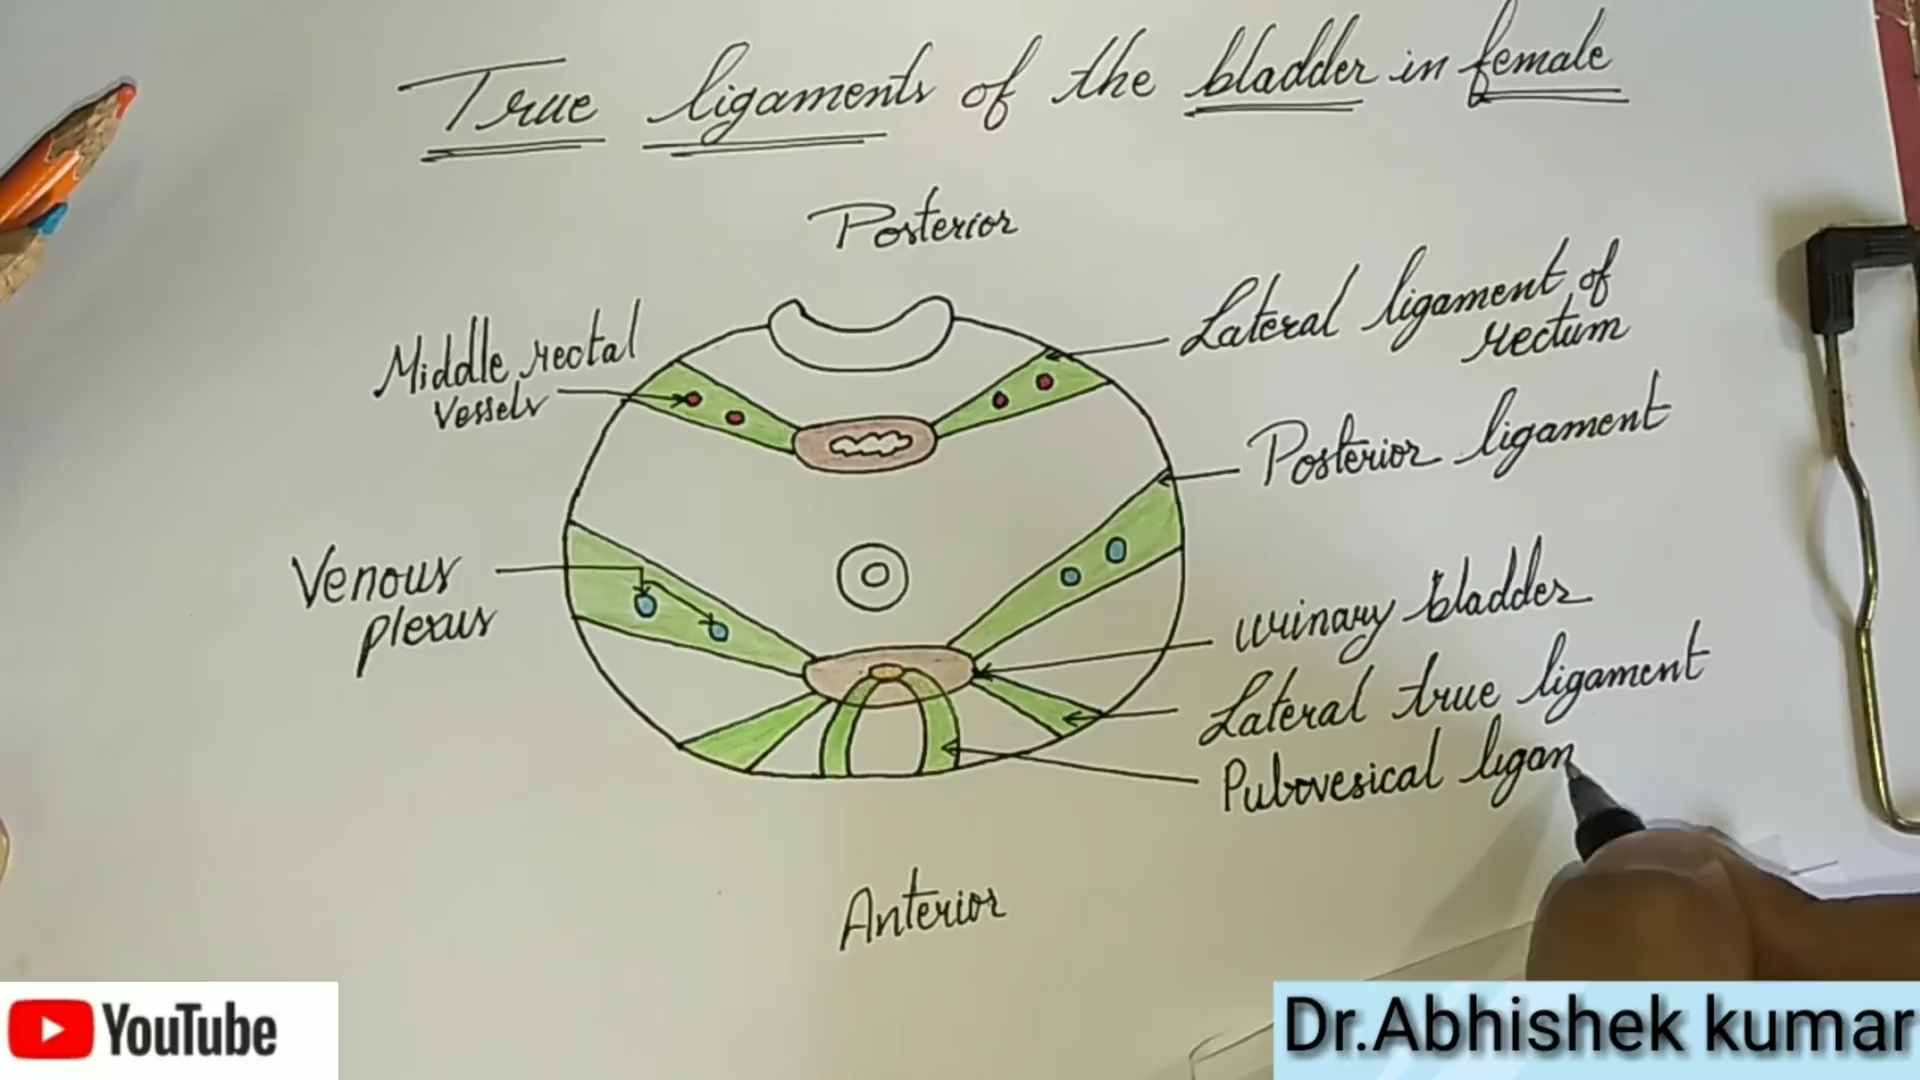 True ligaments of the bladder in female
Posterior
Middle rectal
vessels
Lateral ligament of
rectum
Posterior ligament
Venous
plexus
Urinary bladder
Lateral true ligament
Pubovesical ligam
Anterior
YouTube
Dr.Abhishek kumar